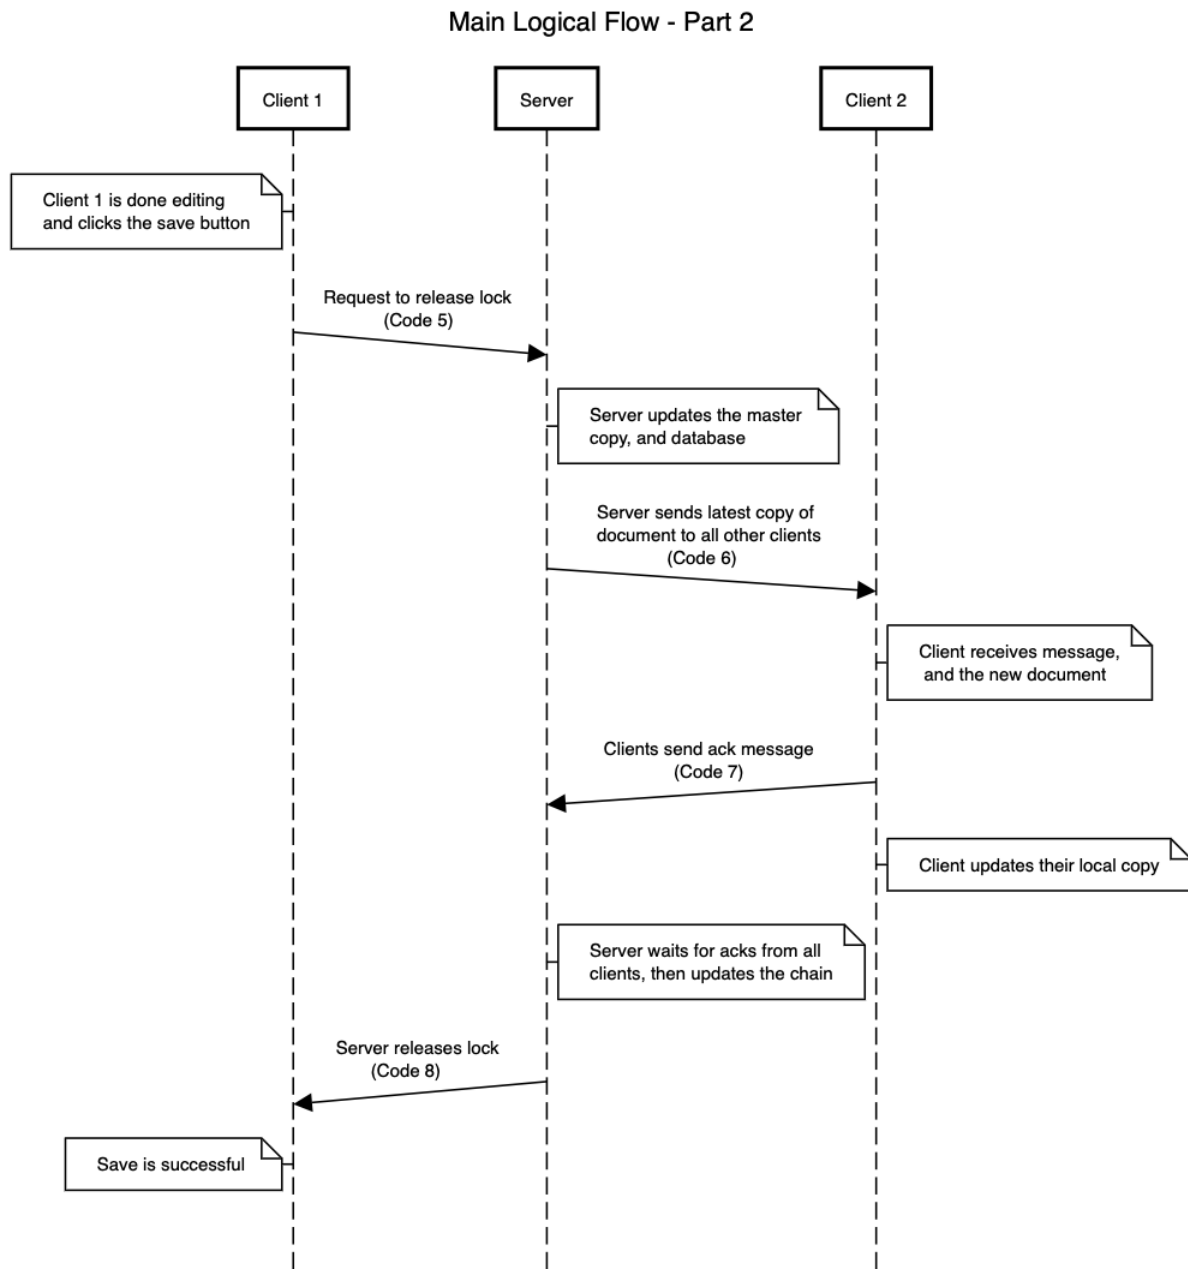 Main Logical Flow - Part 2
Client 1
Server
Client 2
Client 1 is done editing
and clicks the save button
Request to release lock
(Code 5)
Server updates the master
copy, and database
Server sends latest copy of
document to all other clients
(Code 6)
Client receives message,
and the new document
Clients send ack message
(Code 7)
Client updates their local copy
Server waits for acks from all
clients, then updates the chain
Server releases lock
(Code 8)
Save is successful